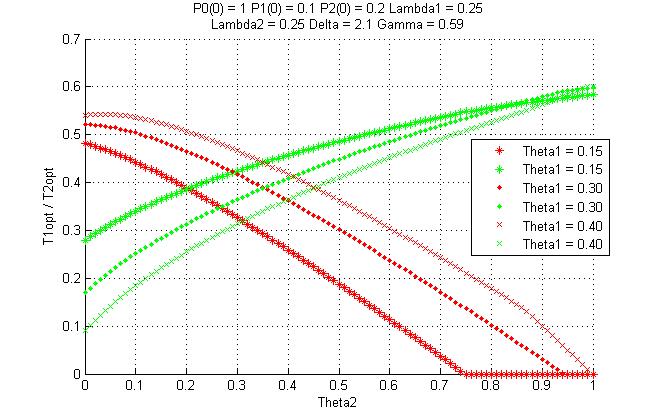 P0(0) = 1 P1(0) = 0.1 P2(0) = 0.2 Lambda1 = 0.25
Lambda2 = 0.25 Delta = 2.1 Gamma = 0.59
0.7
0.6
0.5
0.4
0.3
0.2
0.1
0
T1opt / T2opt
Theta1 = 0.15
Theta1 = 0.15
Theta1 = 0.30
Theta1 = 0.30
Theta1 = 0.40
Theta1 = 0.40
0 0.1 0.2 0.3 0.4 0.5 0.6 0.7 0.8 0.9 1
Theta2